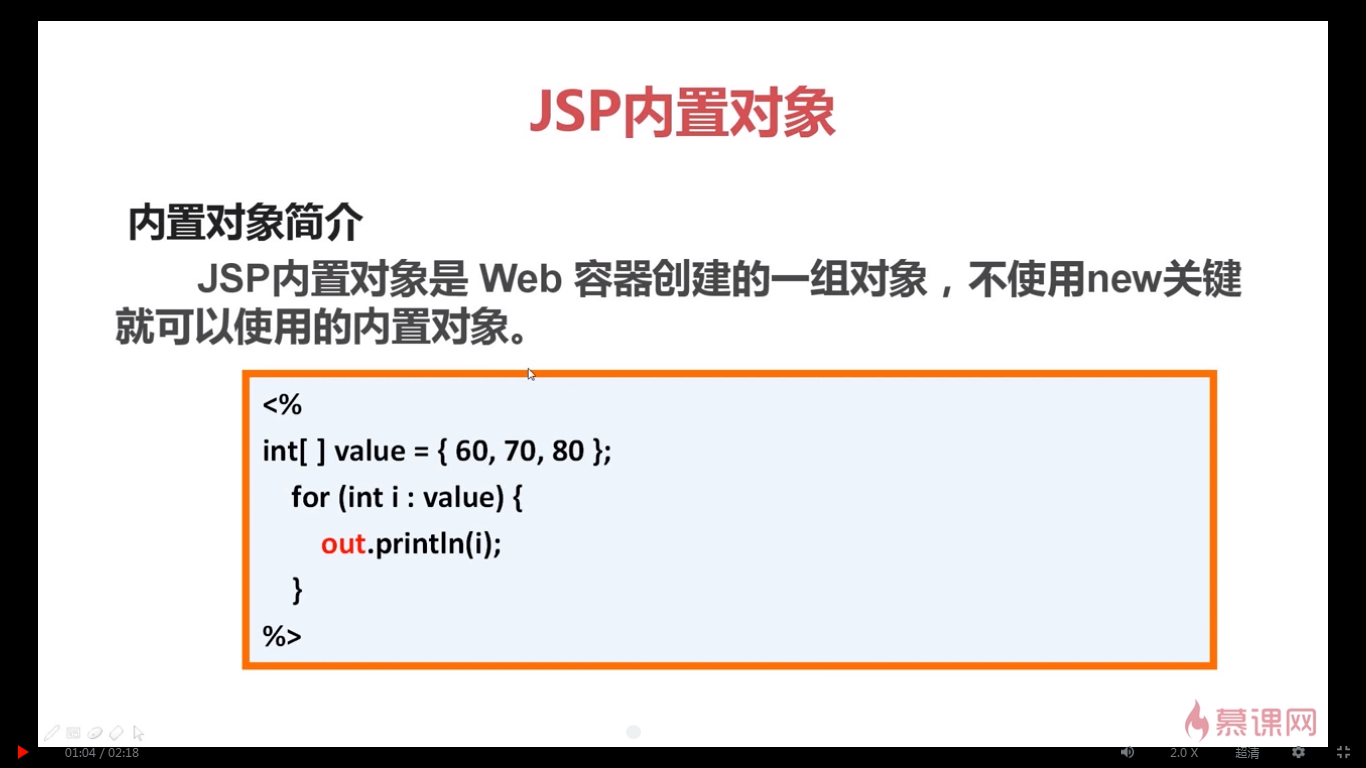 JSP内置对象
内置对象简介
JSP内置对象是 Web 容器创建的一组对象，不使用new关键
就可以使用的内置对象。
<%
int[ ] value = { 60, 70, 80 };
for (int i : value) {
out.println(i);
}
%>
慕课网
01:04 / 02:18
2.0 X
超清